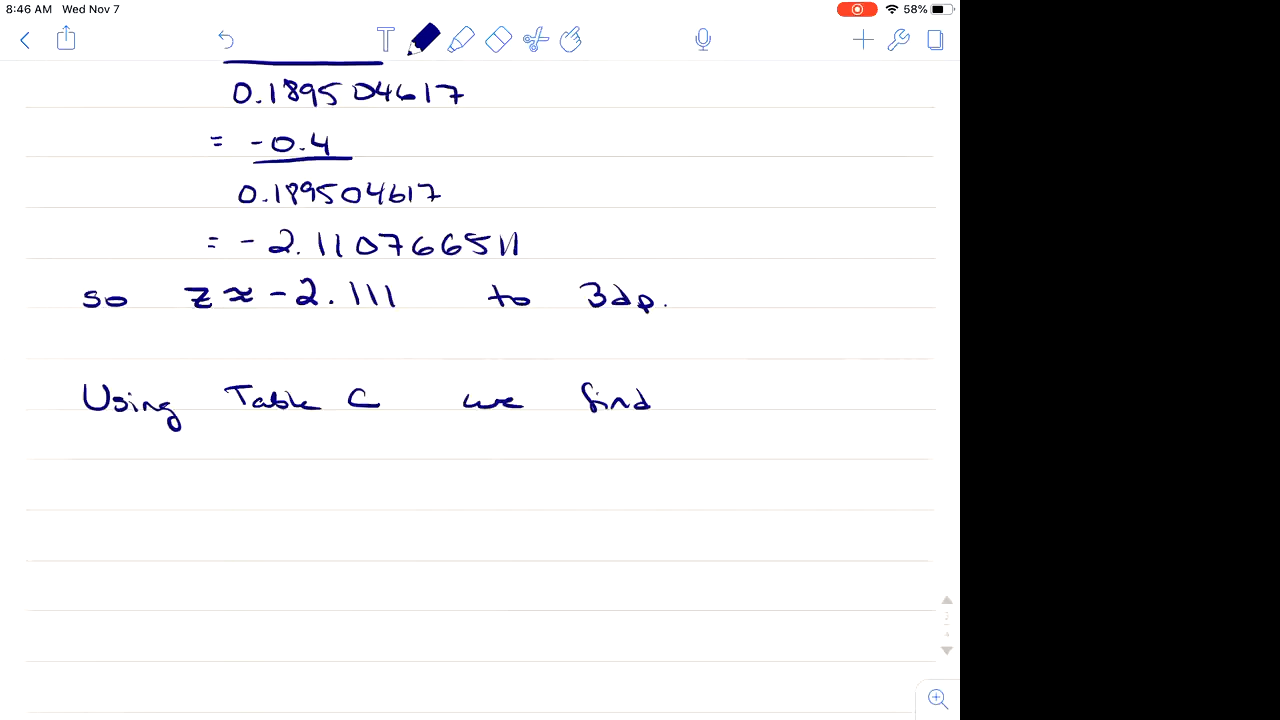 8:46 AM Wed Nov 7 58%
T
0.189504617
= -0.4
0.189504617
= -2.110766511
so z ≈ -2.111 to 3dp.
Using Table C we find